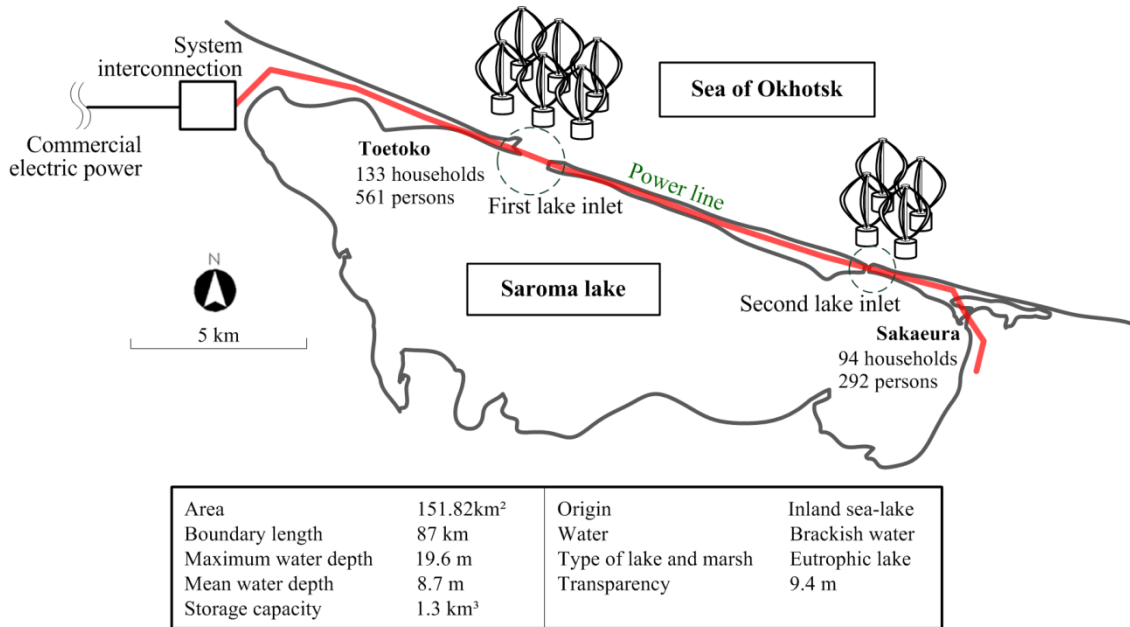 System
interconnection
Commercial
electric power
Sea of Okhotsk
Toetoko
133 households
561 persons
First lake inlet
Power line
N
5 km
Saroma lake
Second lake inlet
Sakaeura
94 households
292 persons
Area 151.82km²
Boundary length 87 km
Maximum water depth 19.6 m
Mean water depth 8.7 m
Storage capacity 1.3 km³
Origin Inland sea-lake
Water Brackish water
Type of lake and marsh Eutrophic lake
Transparency 9.4 m